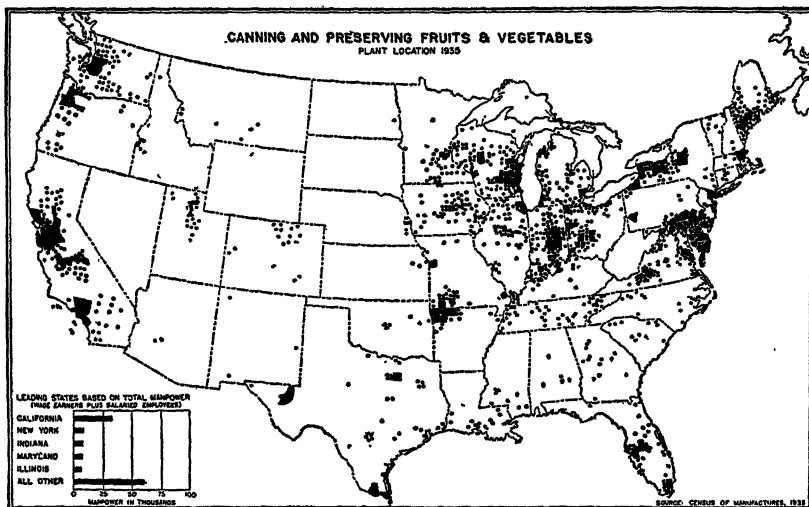 CANNING AND PRESERVING FRUITS & VEGETABLES
PLANT LOCATION 1935
LEADING STATES BASED ON TOTAL MANPOWER
(WAGE EARNERS PLUS SALARIED EMPLOYEES)
CALIFORNIA
NEW YORK
INDIANA
MARYLAND
ILLINOIS
ALL OTHER
0 25 50 75 100
MANPOWER IN THOUSANDS
SOURCE: CENSUS OF MANUFACTURES, 1935